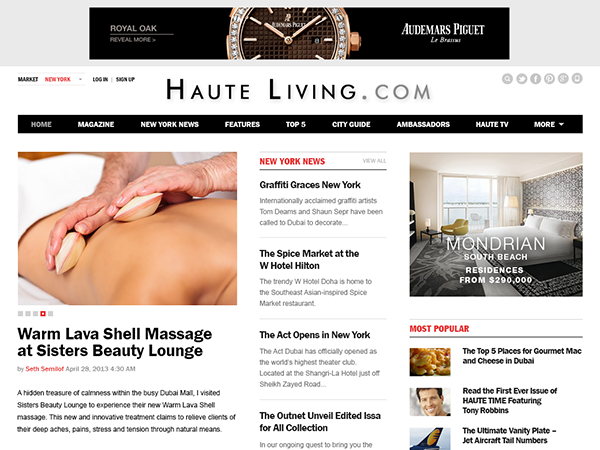 ROYAL OAK
REVEAL MORE >
AUDEMARS PIGUET
AUDEMARS PIGUET
Le Brassus
MARKET NEW YORK LOG IN | SIGN UP
HAUTE LIVING.COM
HOME MAGAZINE NEW YORK NEWS FEATURES TOP 5 CITY GUIDE AMBASSADORS HAUTE TV MORE
Warm Lava Shell Massage
at Sisters Beauty Lounge
by Seth Semilof April 28, 2013 4:30 AM
A hidden treasure of calmness within the busy Dubai Mall, I visited
Sisters Beauty Lounge to experience their new Warm Lava Shell
massage. This new and innovative treatment claims to relieve clients of
their deep aches, pains, stress and tension through natural means.
NEW YORK NEWS VIEW ALL
Graffiti Graces New York
Internationally acclaimed graffiti artists
Tom Dearns and Shaun Sepr have been
called to Dubai to decorate...
The Spice Market at the
W Hotel Hilton
The trendy W Hotel Doha is home to
the Southeast Asian-inspired Spice
Market restaurant.
The Act Opens in New York
The Act Dubai has officially opened as
the world's highest theater club.
Located at the Shangri-La Hotel just off
Sheikh Zayed Road...
The Outnet Unveil Edited Issa
for All Collection
In our ongoing quest to bring you the
MONDRIAN
SOUTH BEACH
RESIDENCES
FROM $290,000
MOST POPULAR
The Top 5 Places for Gourmet Mac
and Cheese in Dubai
Read the First Ever Issue of
HAUTE TIME Featuring
Tony Robbins
The Ultimate Vanity Plate –
Jet Aircraft Tail Numbers